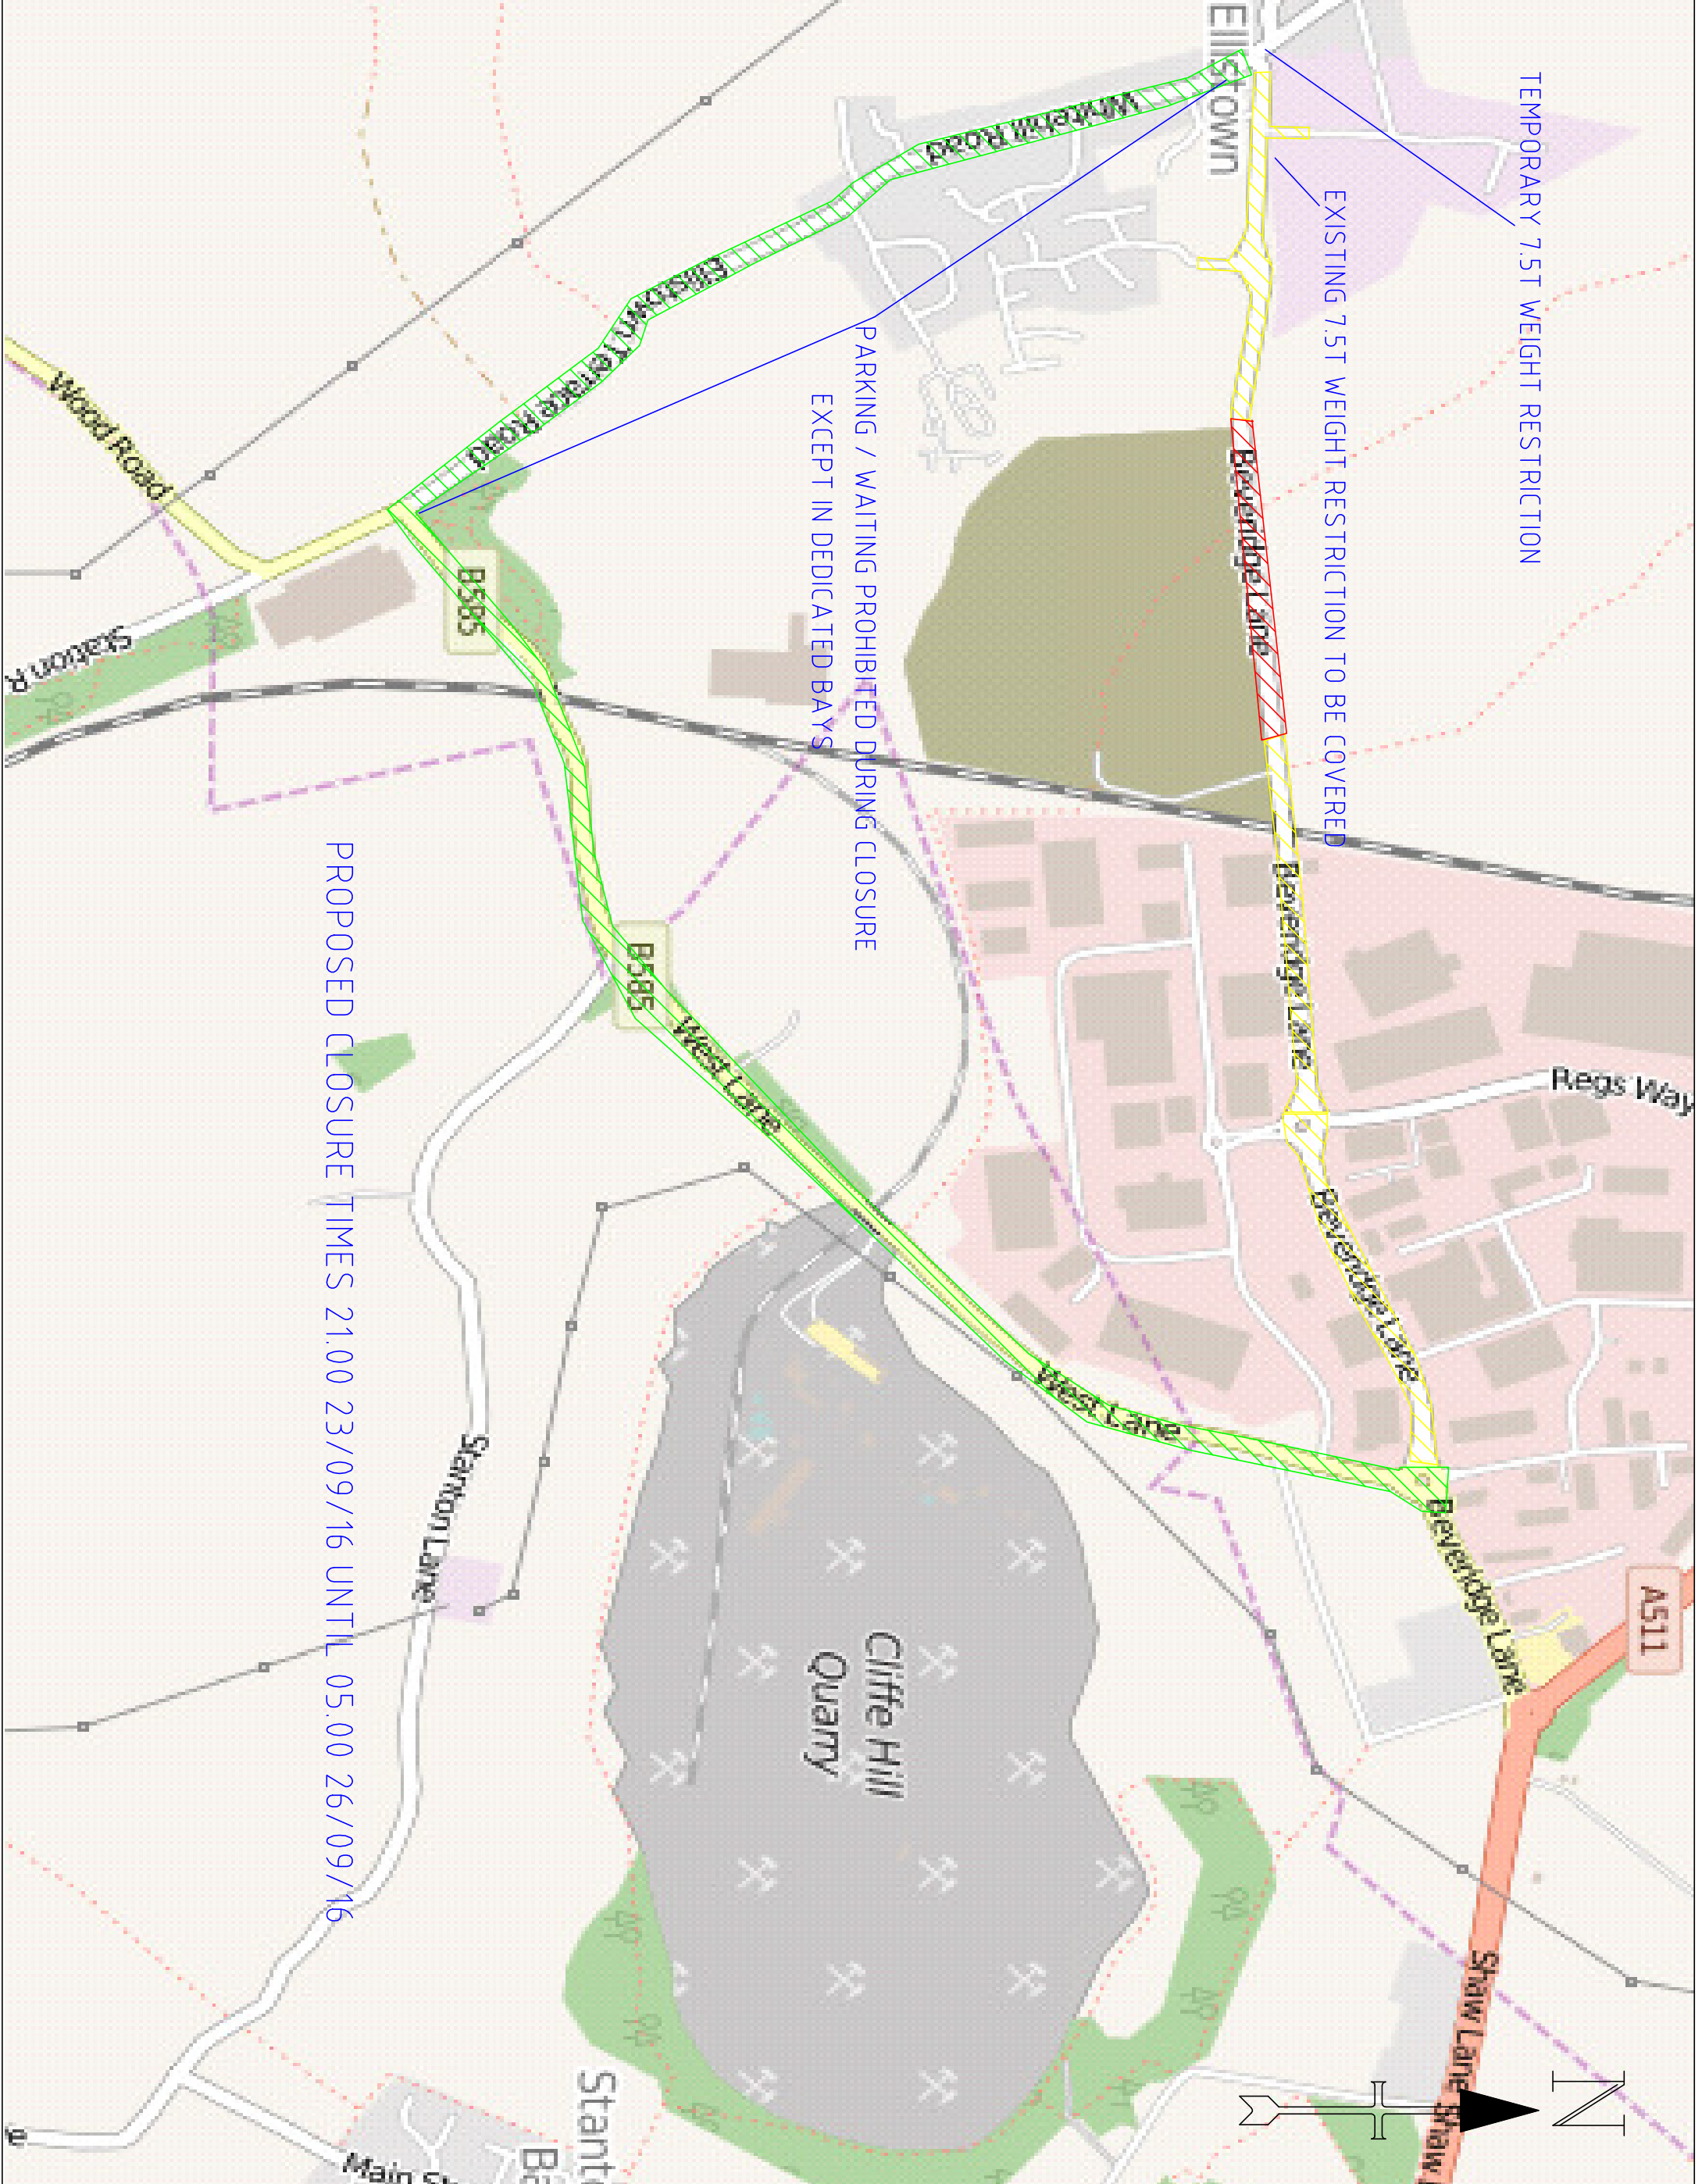 TEMPORARY 7.5T WEIGHT RESTRICTION
EXISTING 7.5T WEIGHT RESTRICTION TO BE COVERED
Ellistown
Whitehill Road
Ellistown Terrace Road
PARKING / WAITING PROHIBITED DURING CLOSURE
EXCEPT IN DEDICATED BAYS
Beveridge Lane
Beveridge Lane
Beveridge Lane
Beveridge Lane
Regs Way
A511
Wood Road
Station R
B585
B585
West Lane
West Lane
Cliffe Hill
Quarry
Stanton Lane
PROPOSED CLOSURE TIMES 21.00 23/09/16 UNTIL 05.00 26/09/16
Shaw Lane
Shaw
N
Stant
Ba
Main S